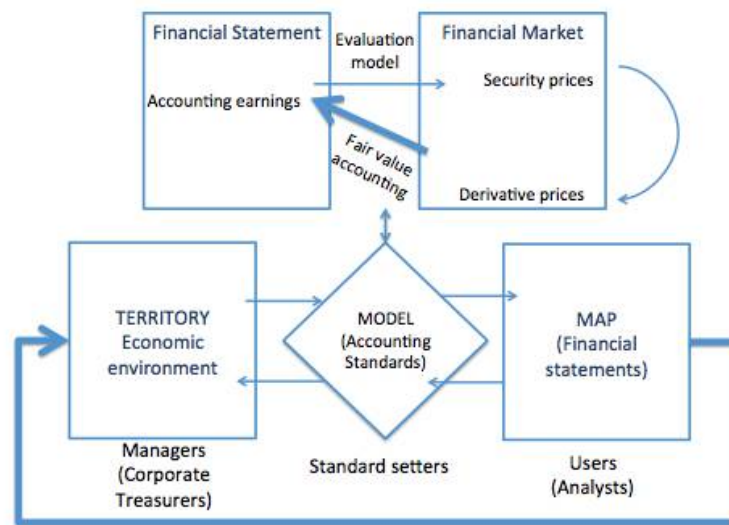 Financial Statement
Evaluation
model
Financial Market
Accounting earnings
Security prices
Fair value
accounting
Derivative prices
TERRITORY
Economic
environment
MODEL
(Accounting
Standards)
MAP
(Financial
statements)
Managers
(Corporate
Treasurers)
Standard setters
Users
(Analysts)